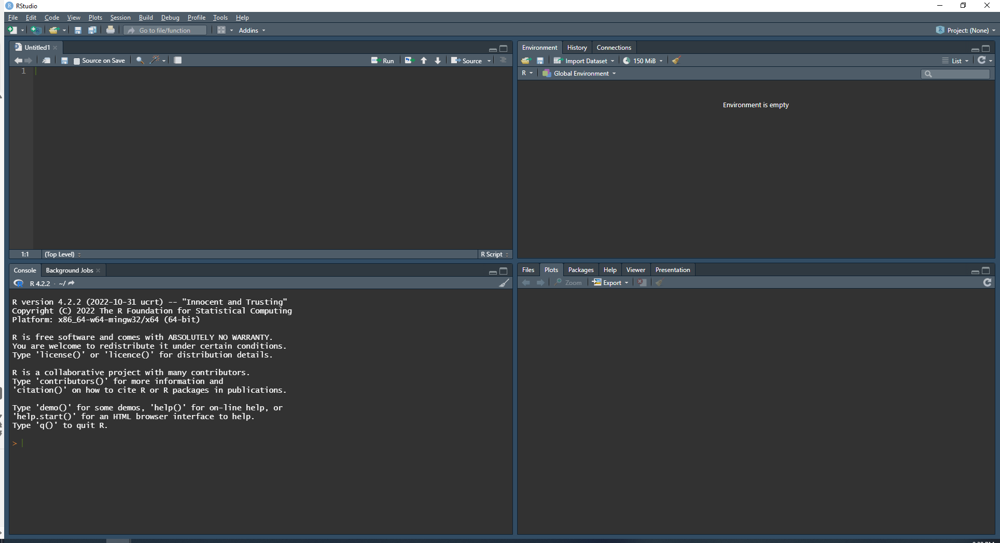 RStudio
File Edit Code View Plots Session Build Debug Profile Tools Help
Go to file/function Addins Project: (None)
Untitled1
Source on Save Run Source
1
1:1 (Top Level) R Script
Console Background Jobs
R 4.2.2 · ~/
R version 4.2.2 (2022-10-31 ucrt) -- "Innocent and Trusting"
Copyright (C) 2022 The R Foundation for Statistical Computing
Platform: x86_64-w64-mingw32/x64 (64-bit)
R is free software and comes with ABSOLUTELY NO WARRANTY.
You are welcome to redistribute it under certain conditions.
Type 'license()' or 'licence()' for distribution details.
R is a collaborative project with many contributors.
Type 'contributors()' for more information and
'citation()' on how to cite R or R packages in publications.
Type 'demo()' for some demos, 'help()' for on-line help, or
'help.start()' for an HTML browser interface to help.
Type 'q()' to quit R.
>
Environment History Connections
Import Dataset 150 MiB List
R Global Environment
Environment is empty
Files Plots Packages Help Viewer Presentation
Zoom Export